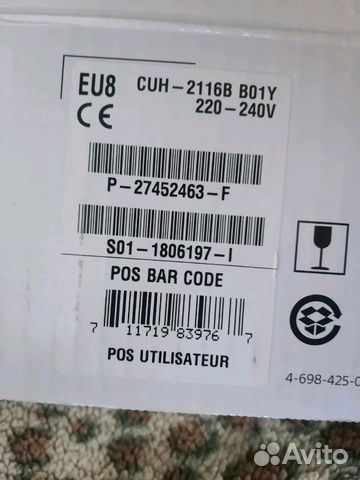 EU8 CUH-2116B B01Y
CE 220-240V
P-27452463-F
S01-1806197-I
POS BAR CODE
7 11719 83976 7
POS UTILISATEUR
4-698-425-0
Avito